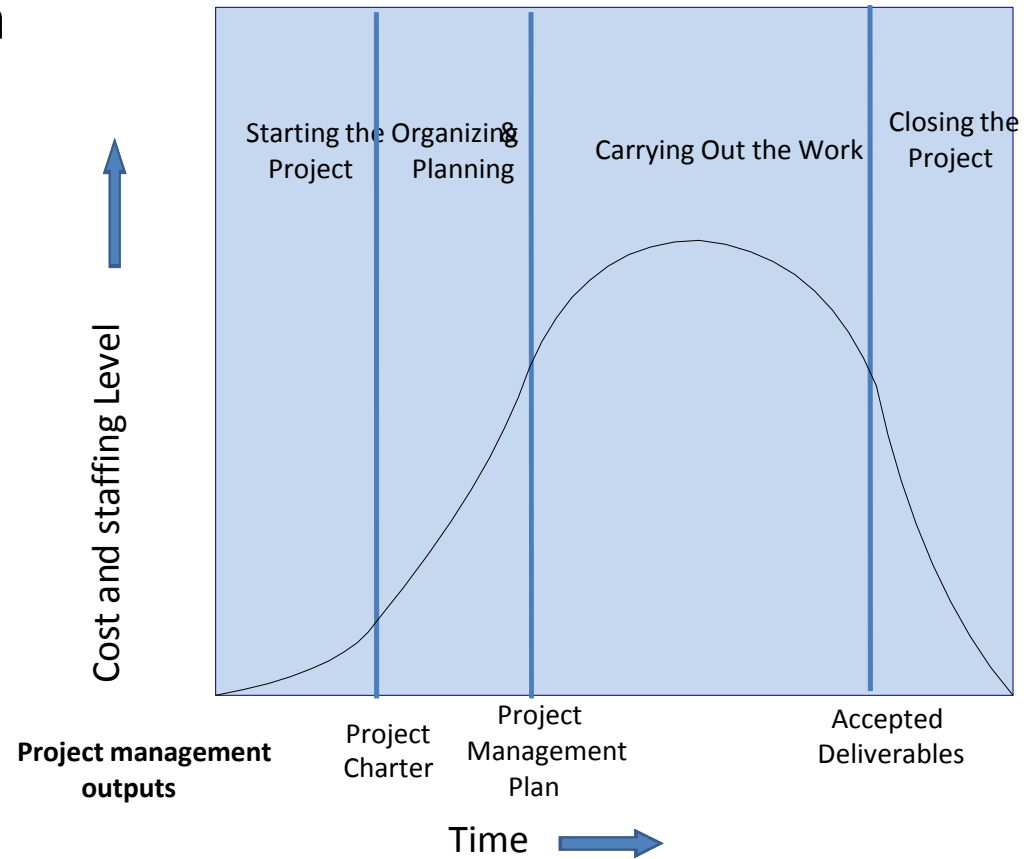 Starting the
Project
Organizing &
Planning
Carrying Out the Work
Closing the
Project
Cost and staffing Level
Project management
outputs
Project
Charter
Project
Management
Plan
Accepted
Deliverables
Time